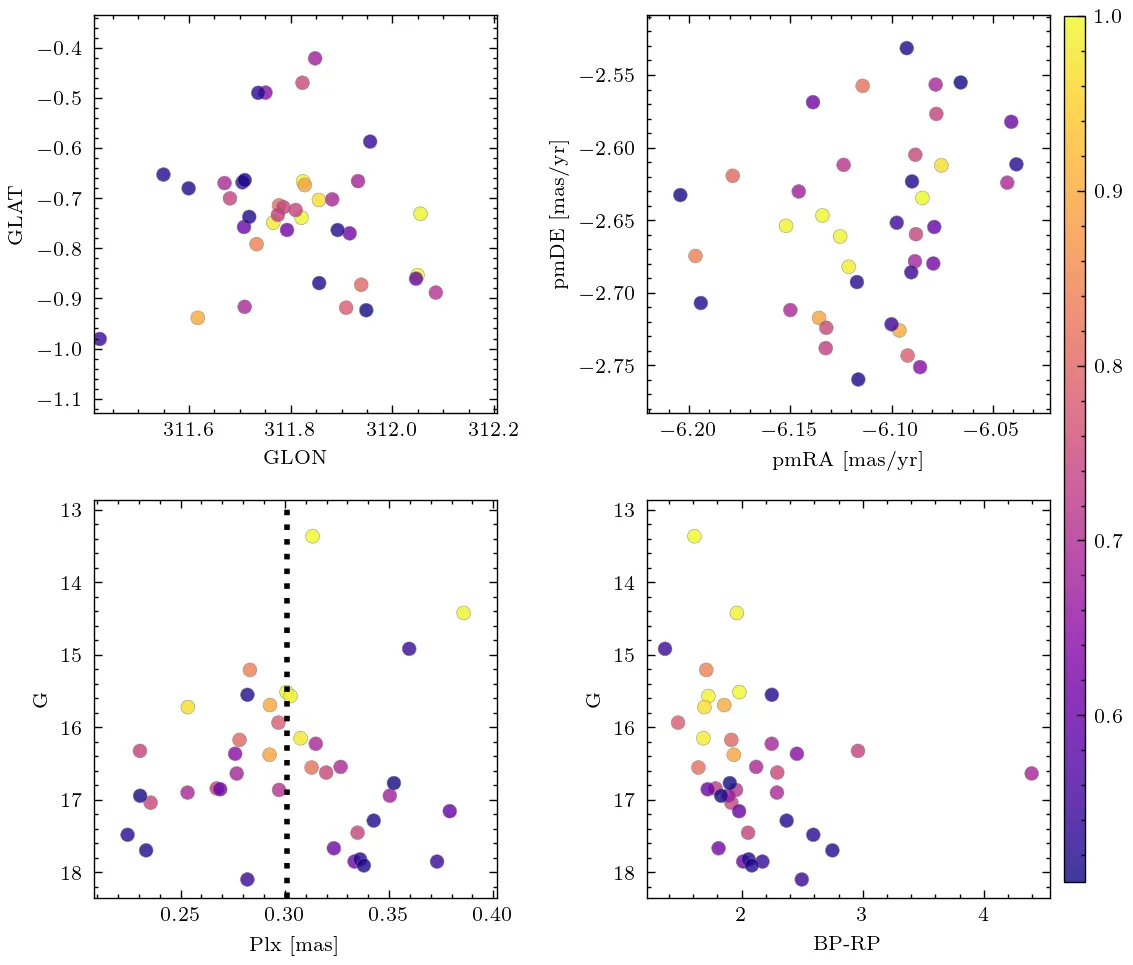 −0.4
−0.5
−0.6
−0.7
−0.8
−0.9
−1.0
−1.1
GLAT
311.6 311.8 312.0 312.2
GLON
−2.55
−2.60
−2.65
−2.70
−2.75
pmDE [mas/yr]
−6.20 −6.15 −6.10 −6.05
pmRA [mas/yr]
13
14
15
16
17
18
G
0.25 0.30 0.35 0.40
Plx [mas]
13
14
15
16
17
18
G
2 3 4
BP-RP
1.0
0.9
0.8
0.7
0.6